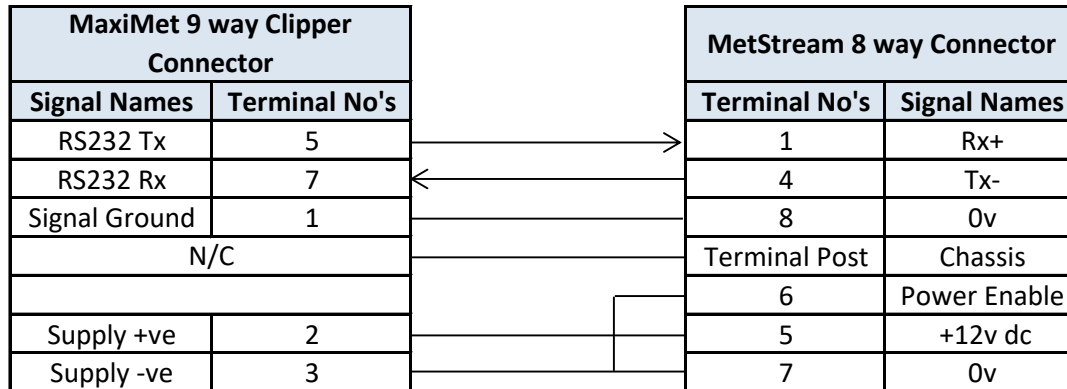 MaxiMet 9 way Clipper
Connector
MetStream 8 way Connector
Signal Names Terminal No's Terminal No's Signal Names
RS232 Tx 5 1 Rx+
RS232 Rx 7 4 Tx-
Signal Ground 1 8 0v
N/C Terminal Post Chassis
6 Power Enable
Supply +ve 2 5 +12v dc
Supply -ve 3 7 0v